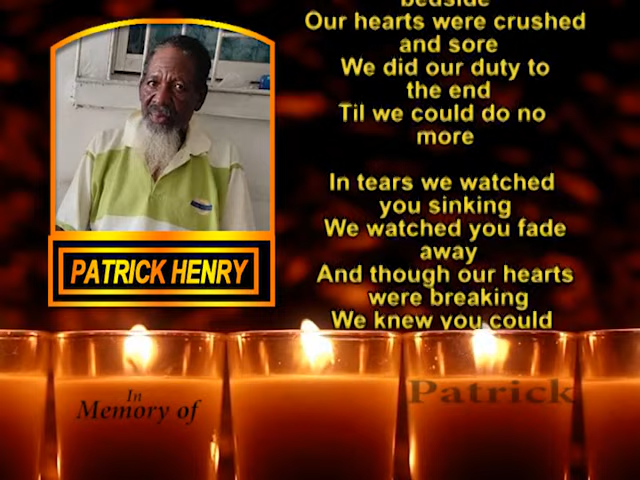 bedside
Our hearts were crushed
and sore
We did our duty to
the end
Til we could do no
more
In tears we watched
you sinking
We watched you fade
away
And though our hearts
were breaking
We knew you could
PATRICK HENRY
In
Memory of
Patrick